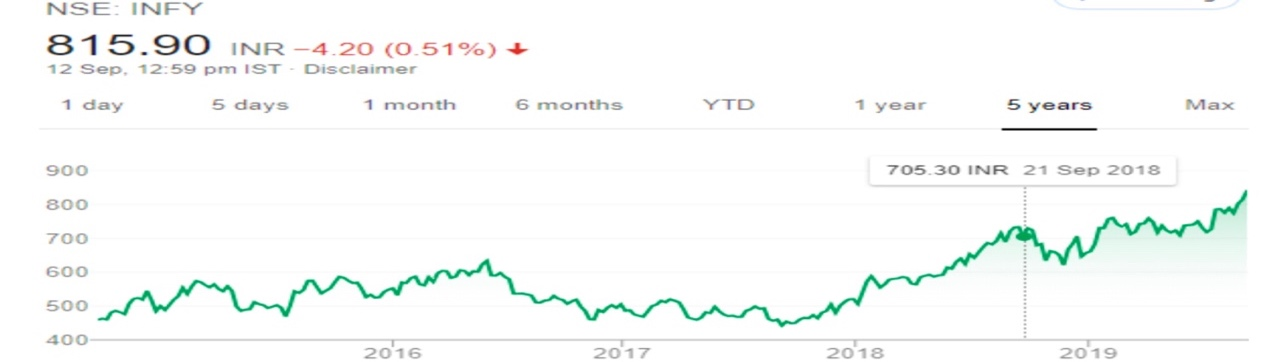 NSE: INFY
815.90 INR −4.20 (0.51%)
12 Sep, 12:59 pm IST · Disclaimer
1 day 5 days 1 month 6 months YTD 1 year 5 years Max
705.30 INR 21 Sep 2018
900
800
700
600
500
400
2016 2017 2018 2019